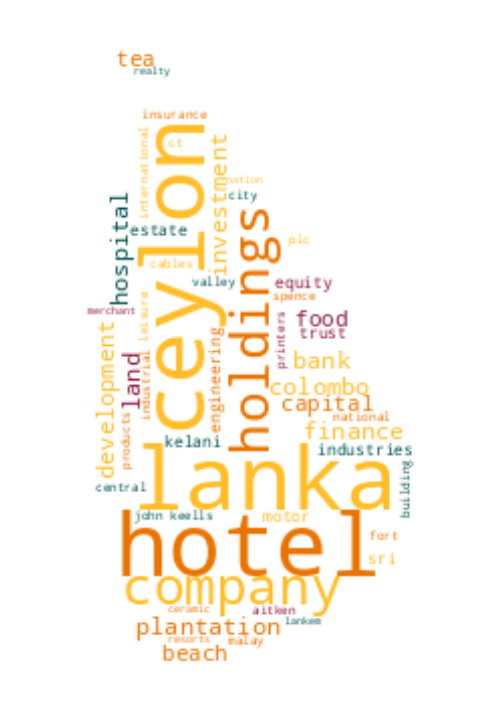 tea
realty
insurance
international
ct
ceylon
investment
nation
city
hospital
estate
holdings
plc
cables
valley
equity
spence
merchant
leisure
printers
food
trust
development
land
industrial
engineering
bank
colombo
capital
national
products
kelani
finance
industries
lanka
building
central
john keells
motor
hotel
fort
sri
company
ceramic
aitken
lankem
plantation
resorts
malay
beach